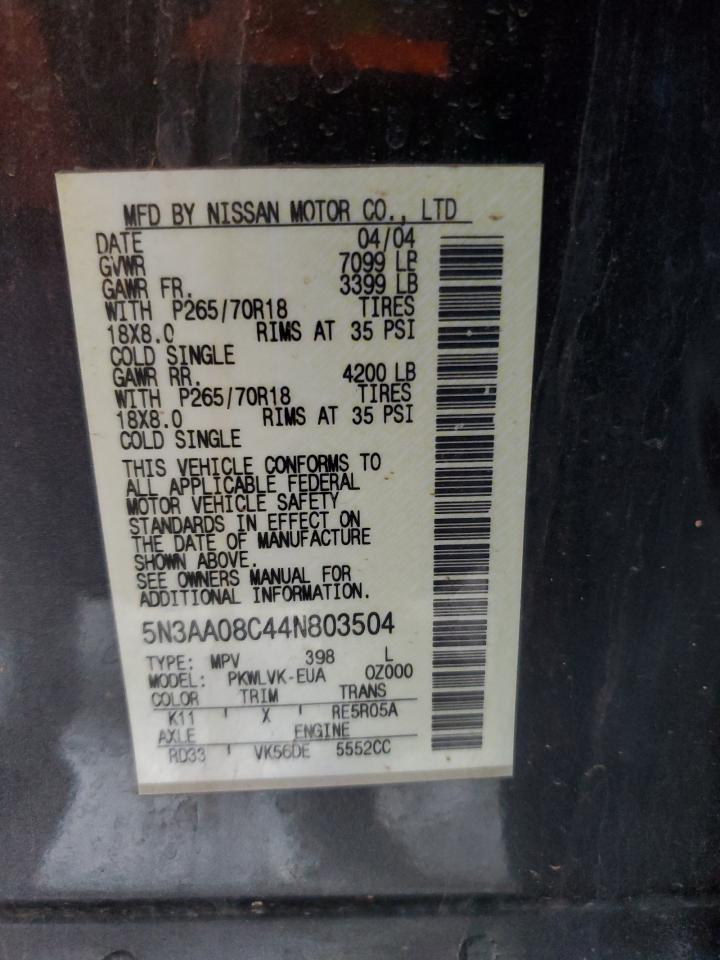 MFD BY NISSAN MOTOR CO., LTD
DATE 04/04
GVWR 7099 LB
GAWR FR. 3399 LB
WITH P265/70R18 TIRES
18X8.0 RIMS AT 35 PSI
COLD SINGLE
GAWR RR. 4200 LB
WITH P265/70R18 TIRES
18X8.0 RIMS AT 35 PSI
COLD SINGLE
THIS VEHICLE CONFORMS TO
ALL APPLICABLE FEDERAL
MOTOR VEHICLE SAFETY
STANDARDS IN EFFECT ON
THE DATE OF MANUFACTURE
SHOWN ABOVE.
SEE OWNERS MANUAL FOR
ADDITIONAL INFORMATION.
5N3AA08C44N803504
TYPE: MPV 398 L
MODEL: PKWLVK-EUA 0Z000
COLOR TRIM TRANS
K11 ' X ' RE5R05A
AXLE ENGINE
RD33 ' VK56DE 5552CC